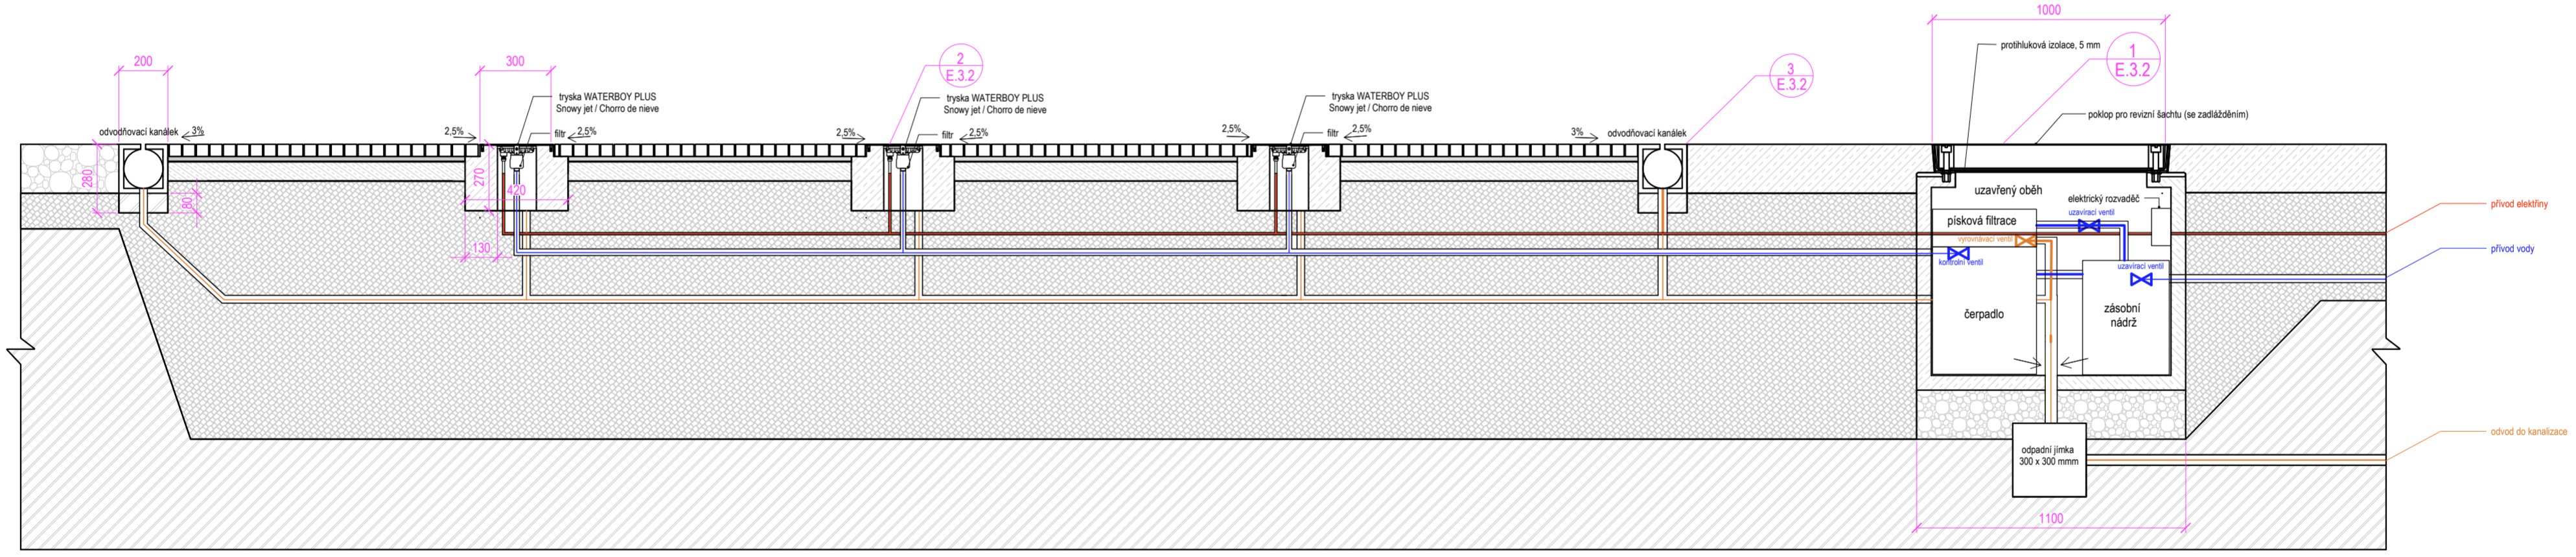 1000
protihluková izolace, 5 mm
1
E.3.2
200
300
2
E.3.2
3
E.3.2
tryska WATERBOY PLUS
Snowy jet / Chorro de nieve
tryska WATERBOY PLUS
Snowy jet / Chorro de nieve
tryska WATERBOY PLUS
Snowy jet / Chorro de nieve
poklop pro revizní šachtu (se zadlážděním)
odvodňovací kanálek
3%
2,5%
filtr
2,5%
2,5%
filtr
2,5%
2,5%
filtr
2,5%
3%
odvodňovací kanálek
280
80
270
420
130
uzavřený oběh
elektrický rozvaděč
písková filtrace
uzavírací ventil
vyrovnávací ventil
kontrolní ventil
uzavírací ventil
čerpadlo
zásobní
nádrž
přívod elektřiny
přívod vody
odvod do kanalizace
odpadní jímka
300 x 300 mmm
1100